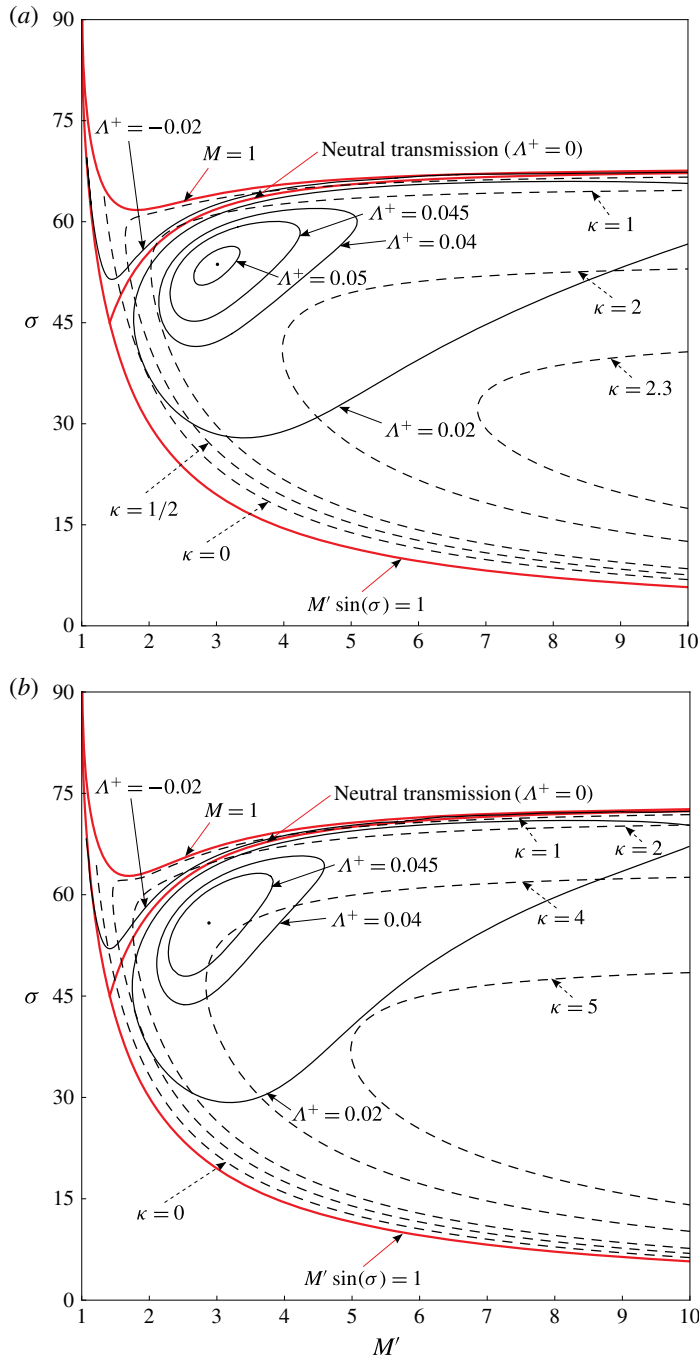 (a)
90
75
60
45
30
15
0
σ
Λ⁺ = −0.02
M = 1
Neutral transmission (Λ⁺ = 0)
Λ⁺ = 0.045
Λ⁺ = 0.04
Λ⁺ = 0.05
κ = 1
κ = 2
κ = 2.3
Λ⁺ = 0.02
κ = 1/2
κ = 0
M′ sin(σ) = 1
1 2 3 4 5 6 7 8 9 10
(b)
90
75
60
45
30
15
0
σ
Λ⁺ = −0.02
M = 1
Neutral transmission (Λ⁺ = 0)
κ = 1
κ = 2
Λ⁺ = 0.045
Λ⁺ = 0.04
κ = 4
κ = 5
Λ⁺ = 0.02
κ = 0
M′ sin(σ) = 1
1 2 3 4 5 6 7 8 9 10
M′